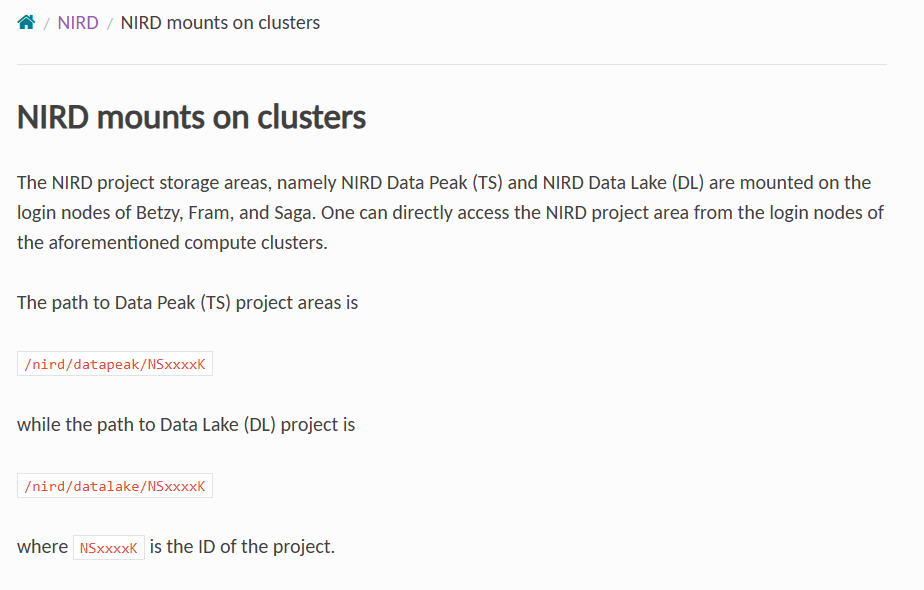 / NIRD / NIRD mounts on clusters
NIRD mounts on clusters
The NIRD project storage areas, namely NIRD Data Peak (TS) and NIRD Data Lake (DL) are mounted on the
login nodes of Betzy, Fram, and Saga. One can directly access the NIRD project area from the login nodes of
the aforementioned compute clusters.
The path to Data Peak (TS) project areas is
/nird/datapeak/NSxxxxK
while the path to Data Lake (DL) project is
/nird/datalake/NSxxxxK
where NSxxxxK is the ID of the project.